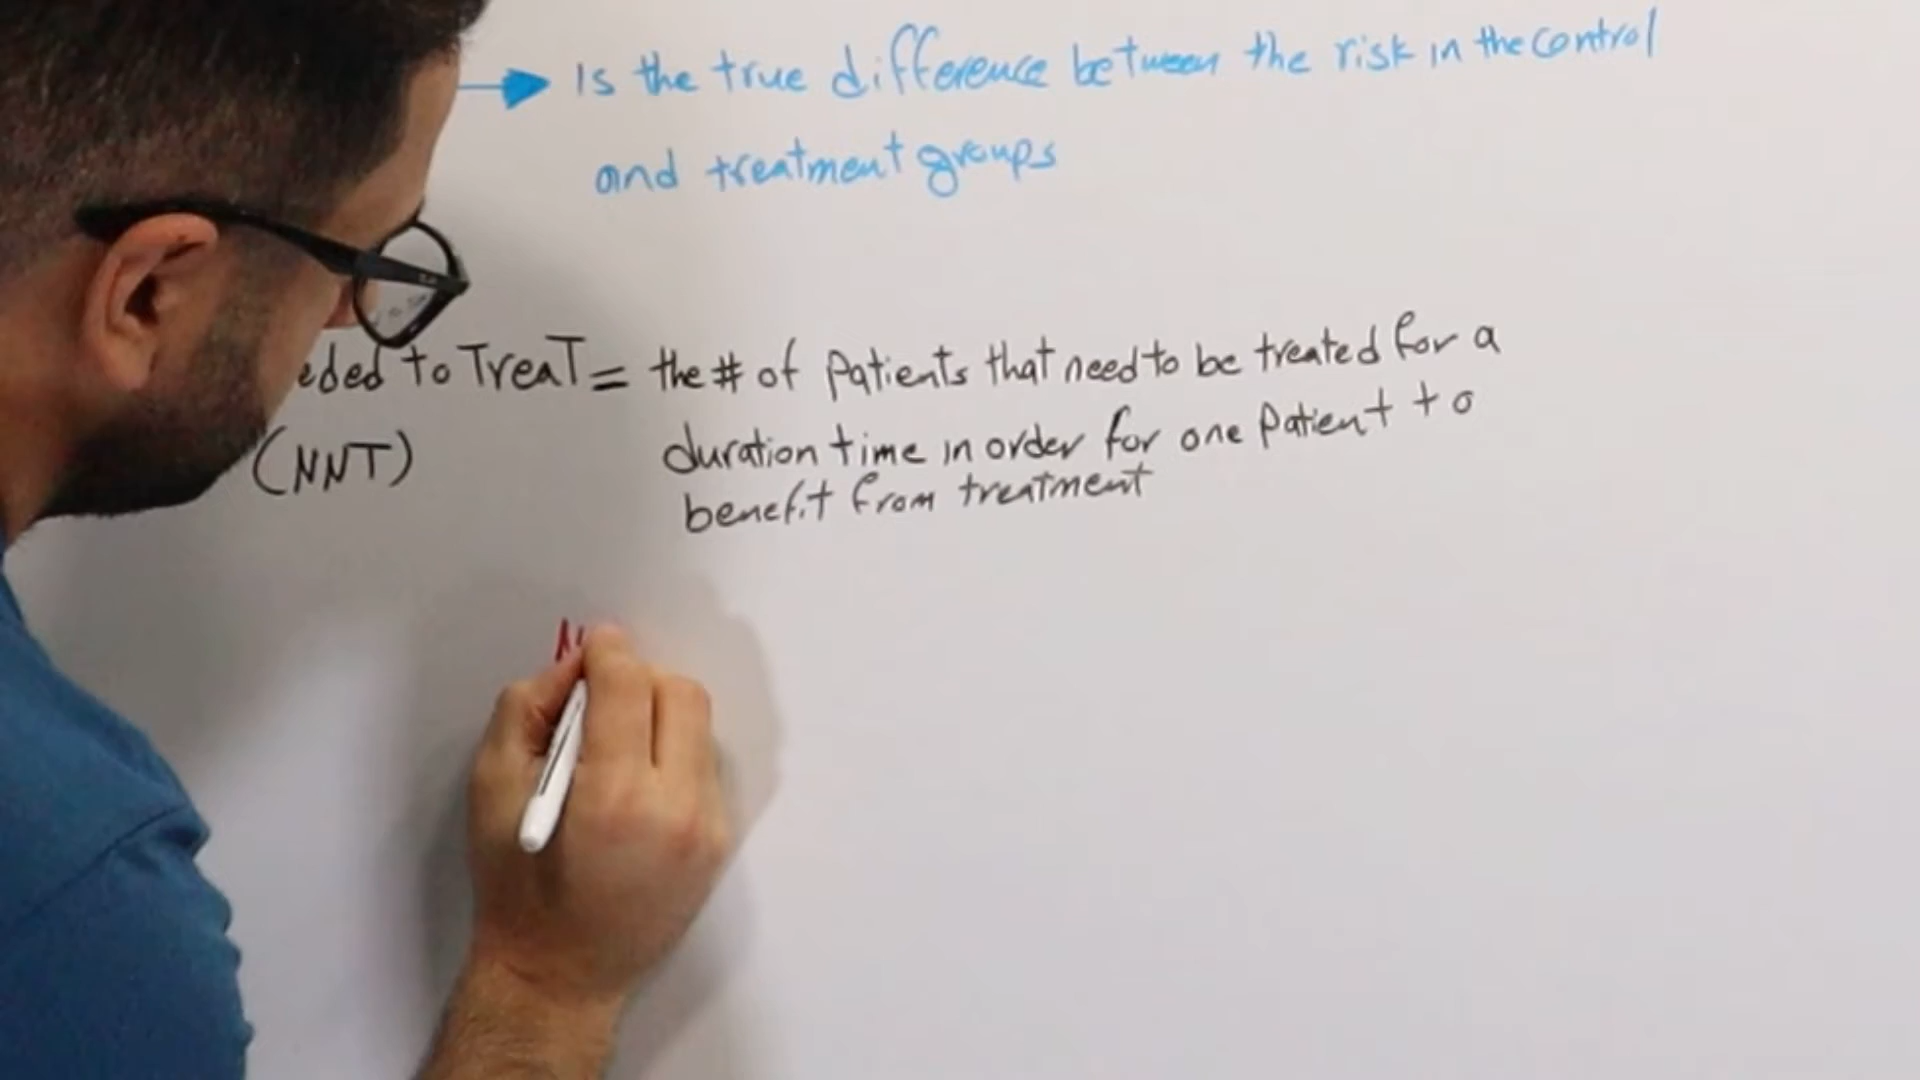 Is the true difference between the risk in the control
and treatment groups
eded to TreaT = the # of patients that need to be treated for a
(NNT) duration time in order for one patient to
benefit from treatment
N